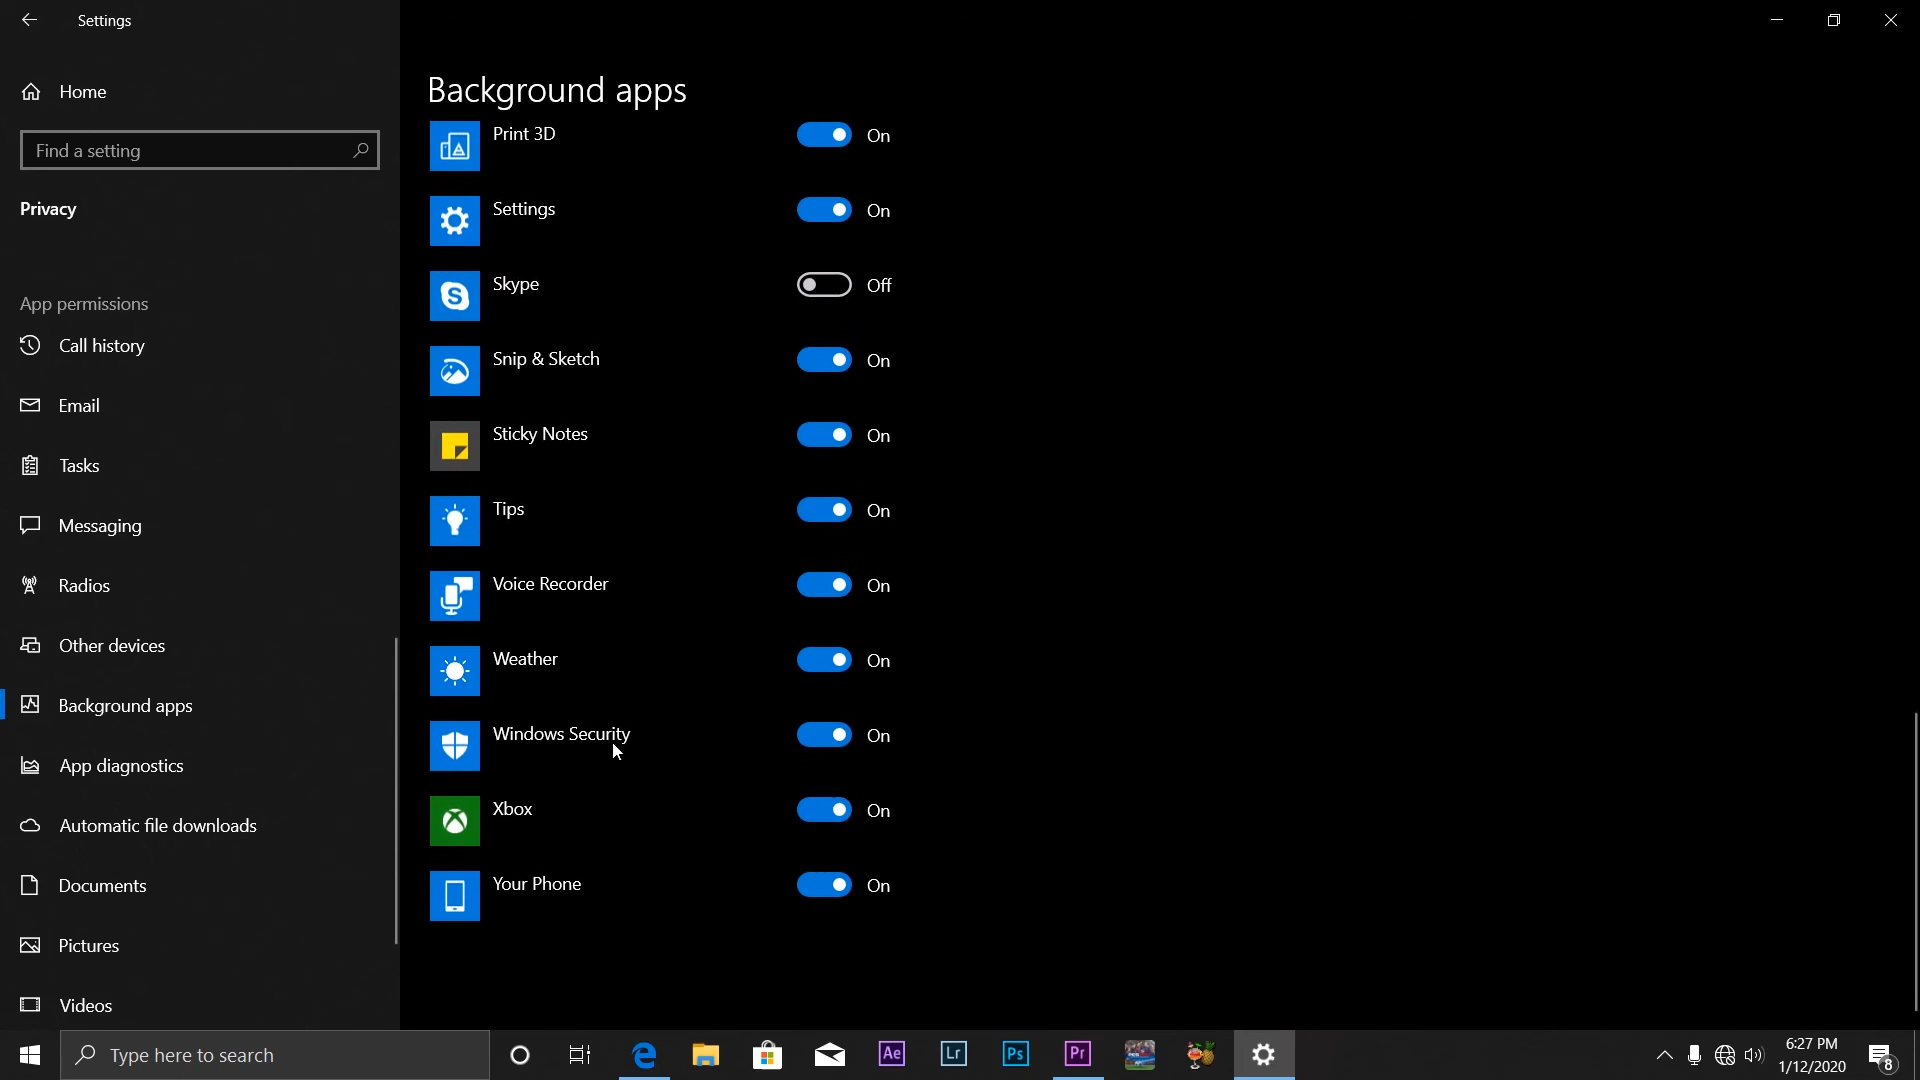 Settings
Home
Find a setting
Privacy
App permissions
Call history
Email
Tasks
Messaging
Radios
Other devices
Background apps
App diagnostics
Automatic file downloads
Documents
Pictures
Videos
Background apps
Print 3D On
Settings On
Skype Off
Snip & Sketch On
Sticky Notes On
Tips On
Voice Recorder On
Weather On
Windows Security On
Xbox On
Your Phone On
Type here to search
Ae
Lr
Ps
Pr
6:27 PM
1/12/2020
8